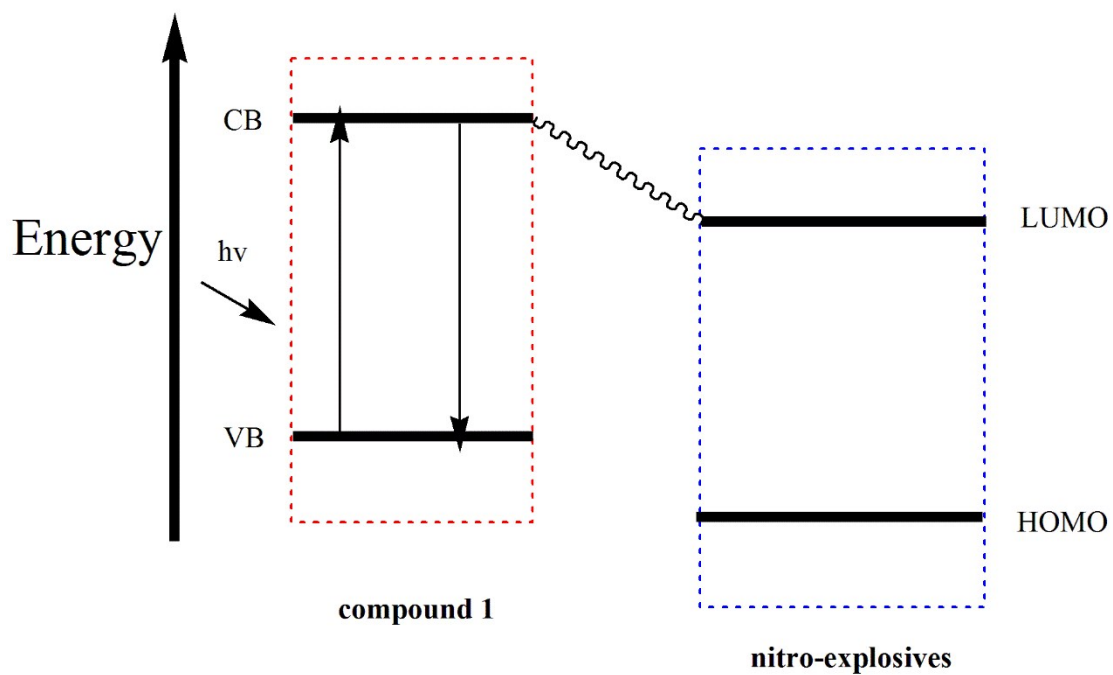 CB
LUMO
Energy
hv
VB
HOMO
compound 1
nitro-explosives